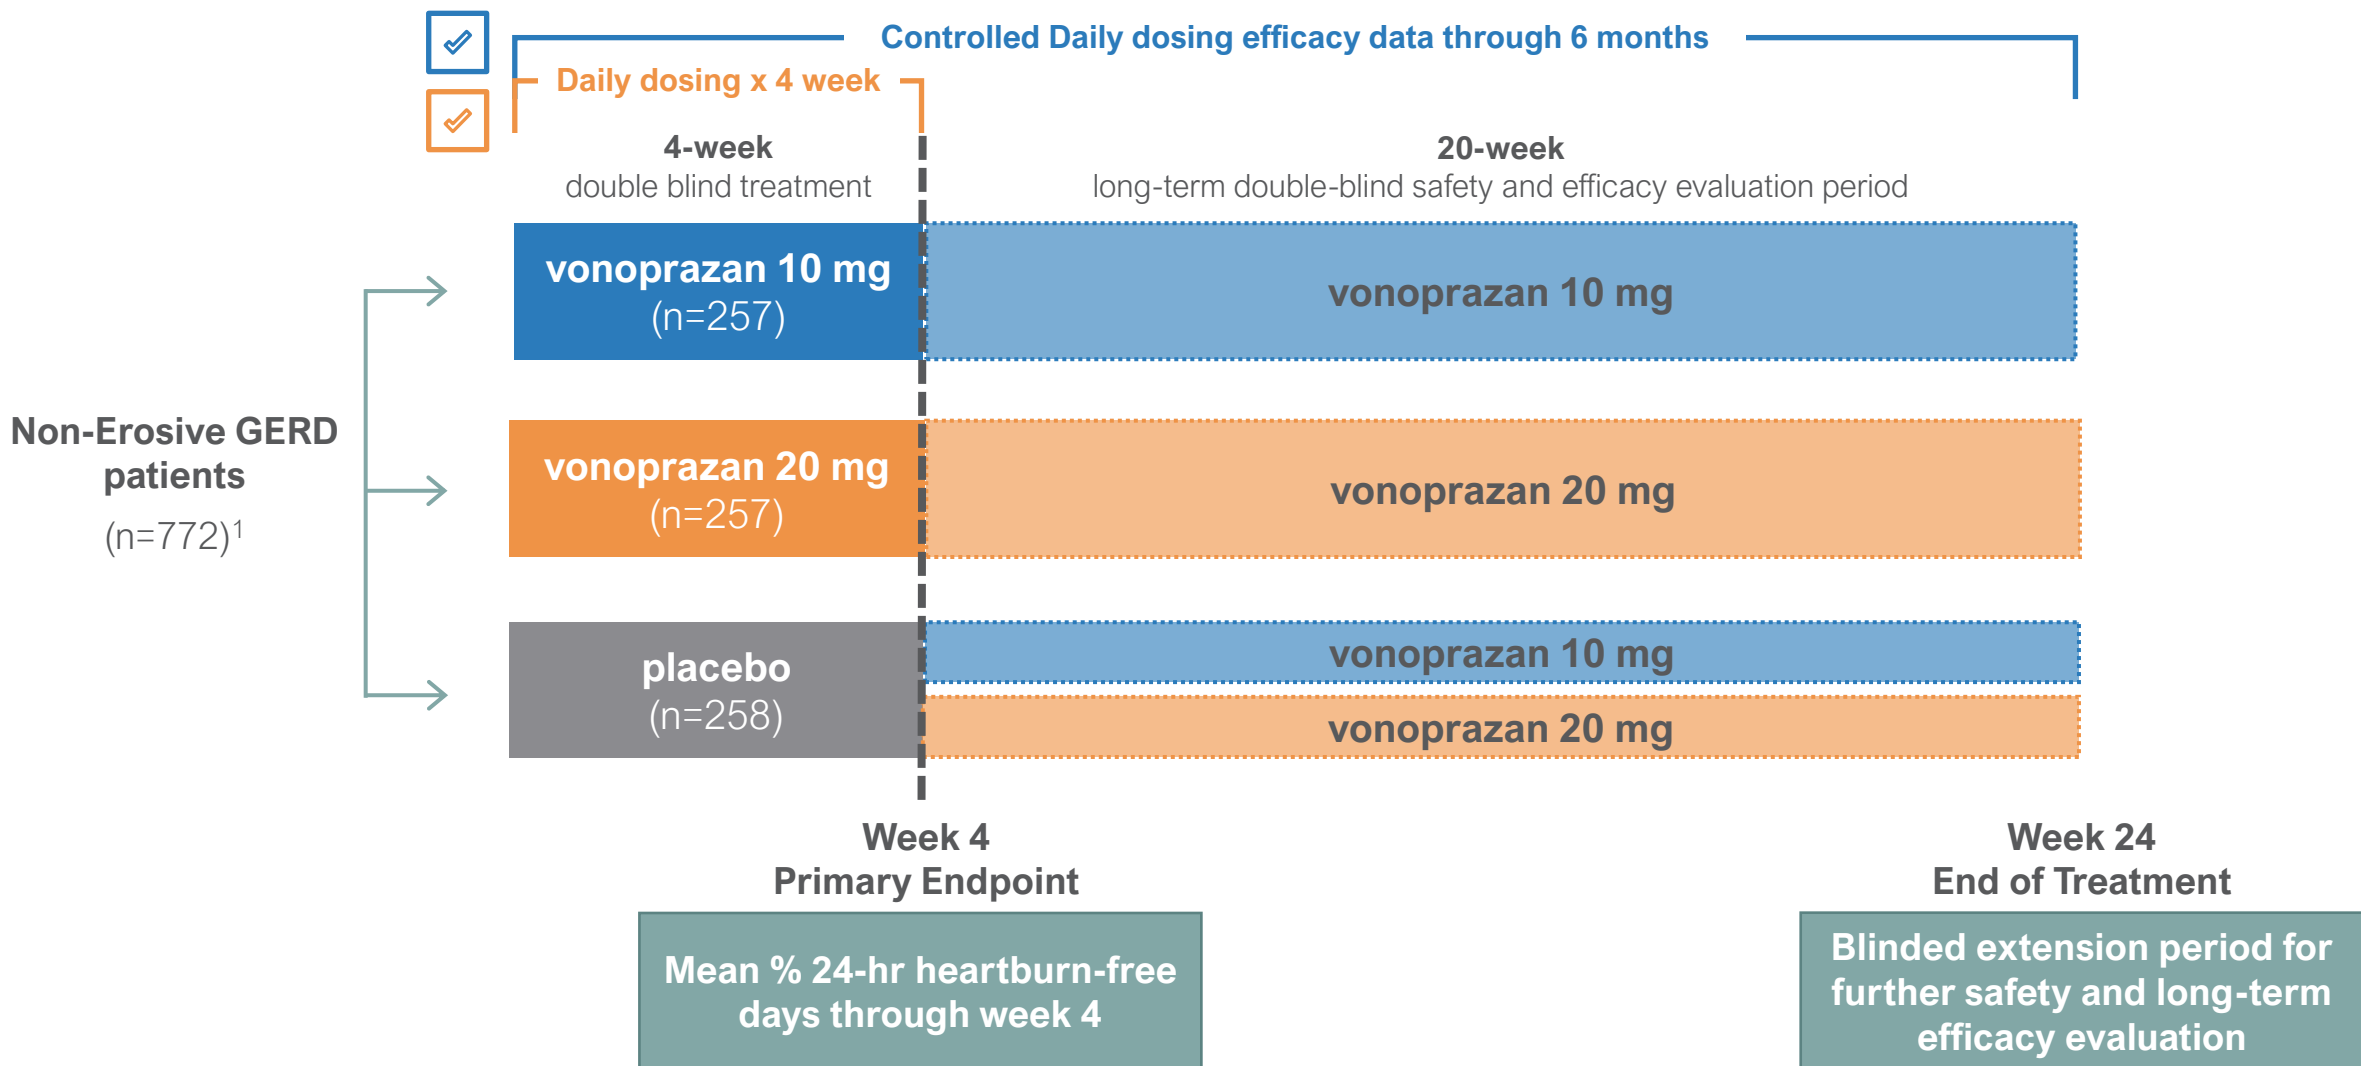 Controlled Daily dosing efficacy data through 6 months
Daily dosing x 4 week
4-week
double blind treatment
20-week
long-term double-blind safety and efficacy evaluation period
Non-Erosive GERD
patients
(n=772)1
vonoprazan 10 mg
(n=257)
vonoprazan 10 mg
vonoprazan 20 mg
(n=257)
vonoprazan 20 mg
placebo
(n=258)
vonoprazan 10 mg
vonoprazan 20 mg
Week 4
Primary Endpoint
Mean % 24-hr heartburn-free
days through week 4
Week 24
End of Treatment
Blinded extension period for
further safety and long-term
efficacy evaluation